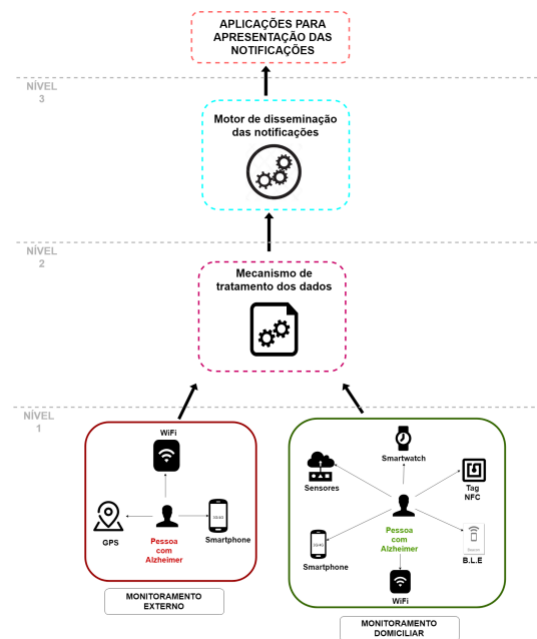 APLICAÇÕES PARA
APRESENTAÇÃO DAS
NOTIFICAÇÕES
NÍVEL
3
Motor de disseminação
das notificações
NÍVEL
2
Mecanismo de
tratamento dos dados
NÍVEL
1
WiFi
GPS
Smartphone
Pessoa
com
Alzheimer
MONITORAMENTO
EXTERNO
Smartwatch
Sensores
Tag
NFC
Pessoa
com
Alzheimer
Smartphone
B.L.E
WiFi
MONITORAMENTO
DOMICILIAR